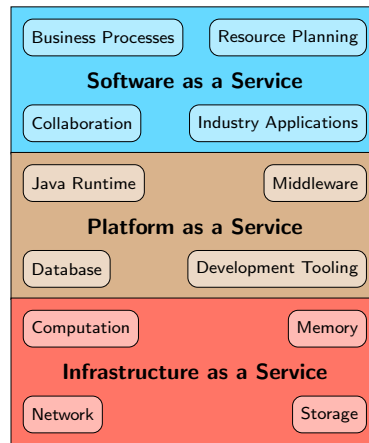 Business Processes
Resource Planning
Software as a Service
Collaboration
Industry Applications
Java Runtime
Middleware
Platform as a Service
Database
Development Tooling
Computation
Memory
Infrastructure as a Service
Network
Storage